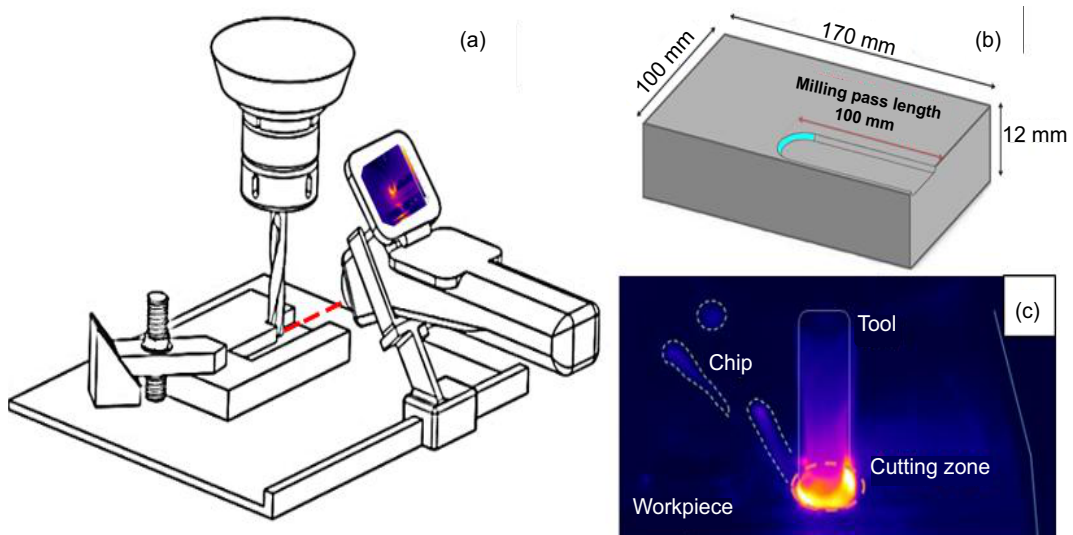 (a)
170 mm
(b)
100 mm
Milling pass length
100 mm
12 mm
(c)
Tool
Chip
Cutting zone
Workpiece